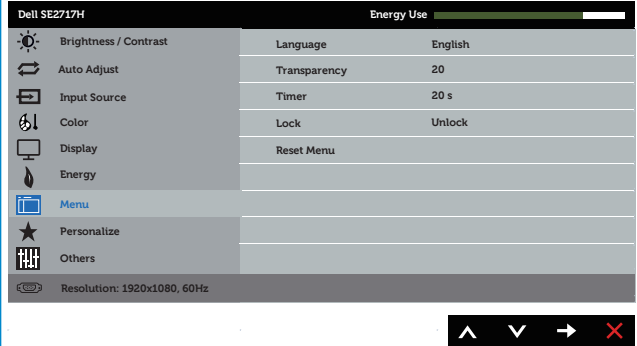 Dell SE2717H Energy Use
Brightness / Contrast
Auto Adjust
Input Source
Color
Display
Energy
Menu
Personalize
Others
Language English
Transparency 20
Timer 20 s
Lock Unlock
Reset Menu
Resolution: 1920x1080, 60Hz